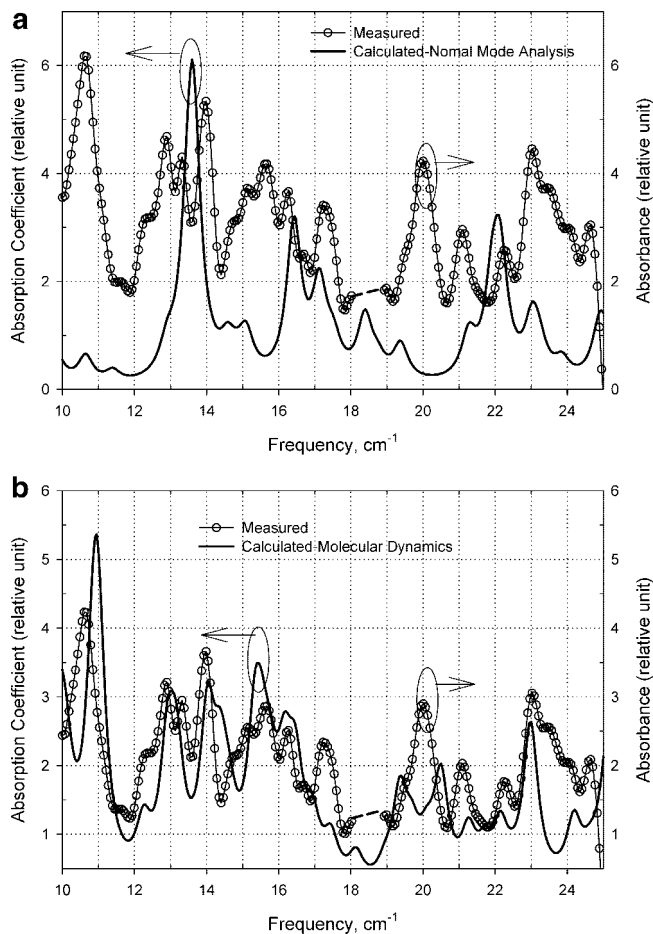 a
Measured
Calculated-Nomal Mode Analysis
Absorption Coefficient (relative unit)
6
5
4
3
2
1
0
6
4
2
0
Absorbance (relative unit)
10 12 14 16 18 20 22 24
Frequency, cm-1
b
Measured
Calculated-Molecular Dynamics
Absorption Coefficient (relative unit)
6
5
4
3
2
1
6
5
4
3
2
1
Absorbance (relative unit)
10 12 14 16 18 20 22 24
Frequency, cm-1